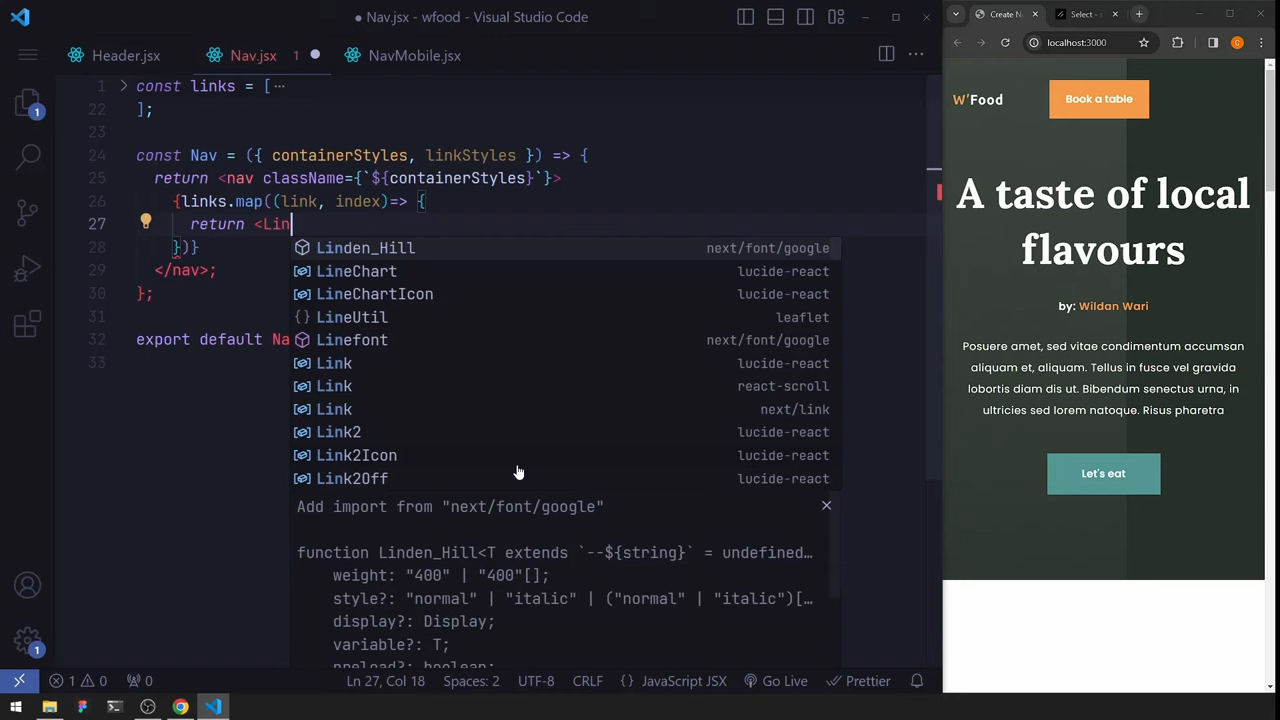 Nav.jsx - wfood - Visual Studio Code
Header.jsx
Nav.jsx 1
NavMobile.jsx
1 const links = [
22 ];
23
24 const Nav = ({ containerStyles, linkStyles }) => {
25 return <nav className={`${containerStyles}`}>
26 {links.map((link, index)=> {
27 return <Lin
28 })}
29 </nav>;
30 };
31
32 export default Na
33
Linden_Hill next/font/google
LineChart lucide-react
LineChartIcon lucide-react
LineUtil leaflet
Linefont next/font/google
Link lucide-react
Link react-scroll
Link next/link
Link2 lucide-react
Link2Icon lucide-react
Link2Off lucide-react
Add import from "next/font/google"
function Linden_Hill<T extends `--${string}` = undefined…
weight: "400" | "400"[];
style?: "normal" | "italic" | ("normal" | "italic")[…
display?: Display;
variable?: T;
preload?: boolean;
1
1
1 0
0
Ln 27, Col 18
Spaces: 2
UTF-8
CRLF
{} JavaScript JSX
Go Live
Prettier
Create N
Select -
localhost:3000
C
W'Food
Book a table
A taste of local
flavours
by: Wildan Wari
Posuere amet, sed vitae condimentum accumsan
aliquam et, aliquam. Tellus in fusce vel gravida
lobortis diam dis ut. Bibendum senectus urna, in
ultricies sed lorem natoque. Risus pharetra
Let's eat